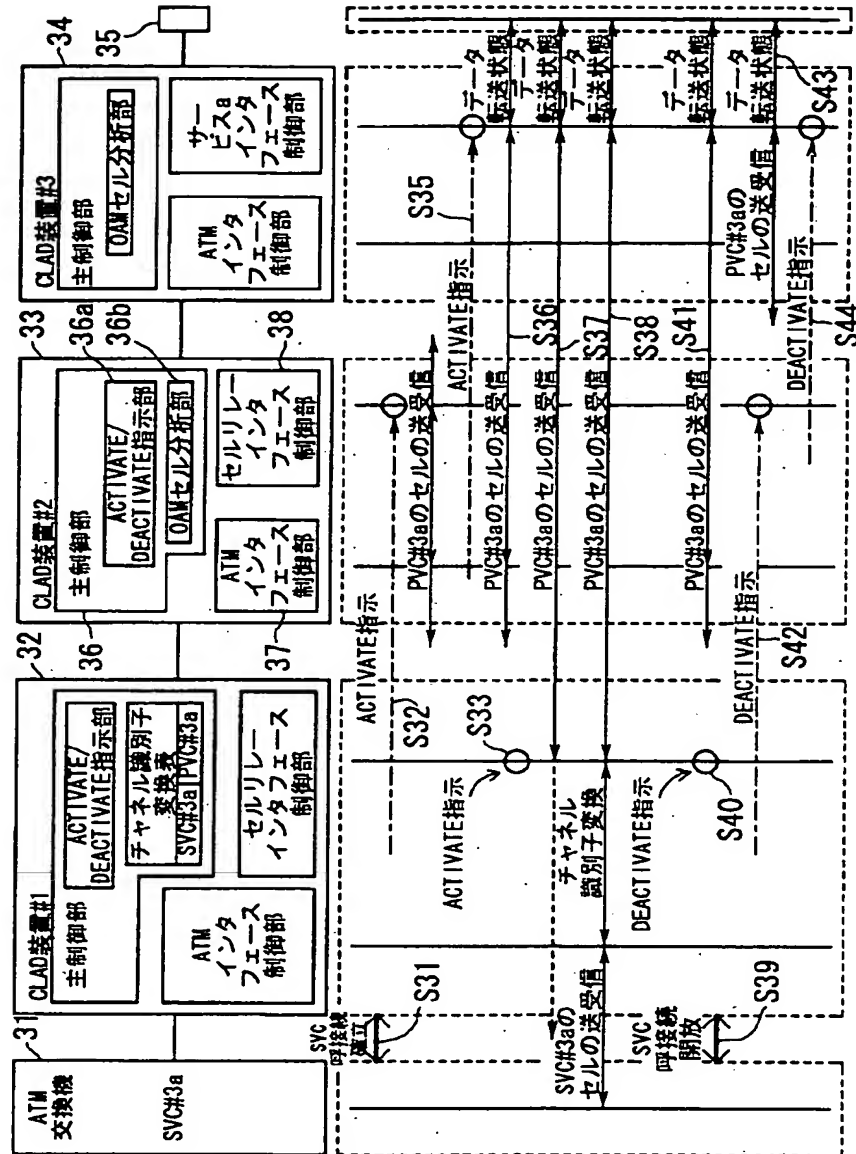 31
ATM
交換機
SVC#3a
32
CLAD装置#1
主制御部
ACTIVATE/
DEACTIVATE指示部
チャネル識別子
変換表
SVC#3a PVC#3a
ATM
インタ
フェース
制御部
セルリレー
インタフェース
制御部
33
CLAD装置#2
主制御部
ACTIVATE/
DEACTIVATE指示部
OAMセル分析部
36
36a
36b
ATM
インタ
フェース
制御部
37
セルリレー
インタ
フェース
制御部
38
34
CLAD装置#3
主制御部
OAMセル分析部
ATM
インタ
フェース
制御部
サー
ビスa
インタ
フェース
制御部
35
SVC
呼接続
確立
S31
ACTIVATE指示
S32
ACTIVATE指示
S33
PVC#3aのセルの送受信
ACTIVATE指示
S35
PVC#3aのセルの送受信
S36
データ
転送状態
PVC#3aのセルの送受信
S37
データ
転送状態
SVC#3aの
セルの送受信
チャネル
識別子変換
PVC#3aのセルの送受信
S38
データ
転送状態
SVC
呼接続
開放
S39
DEACTIVATE指示
S40
PVC#3aのセルの送受信
S41
データ
転送状態
DEACTIVATE指示
S42
PVC#3aの
セルの送受信
データ
転送状態
S43
DEACTIVATE指示
S44